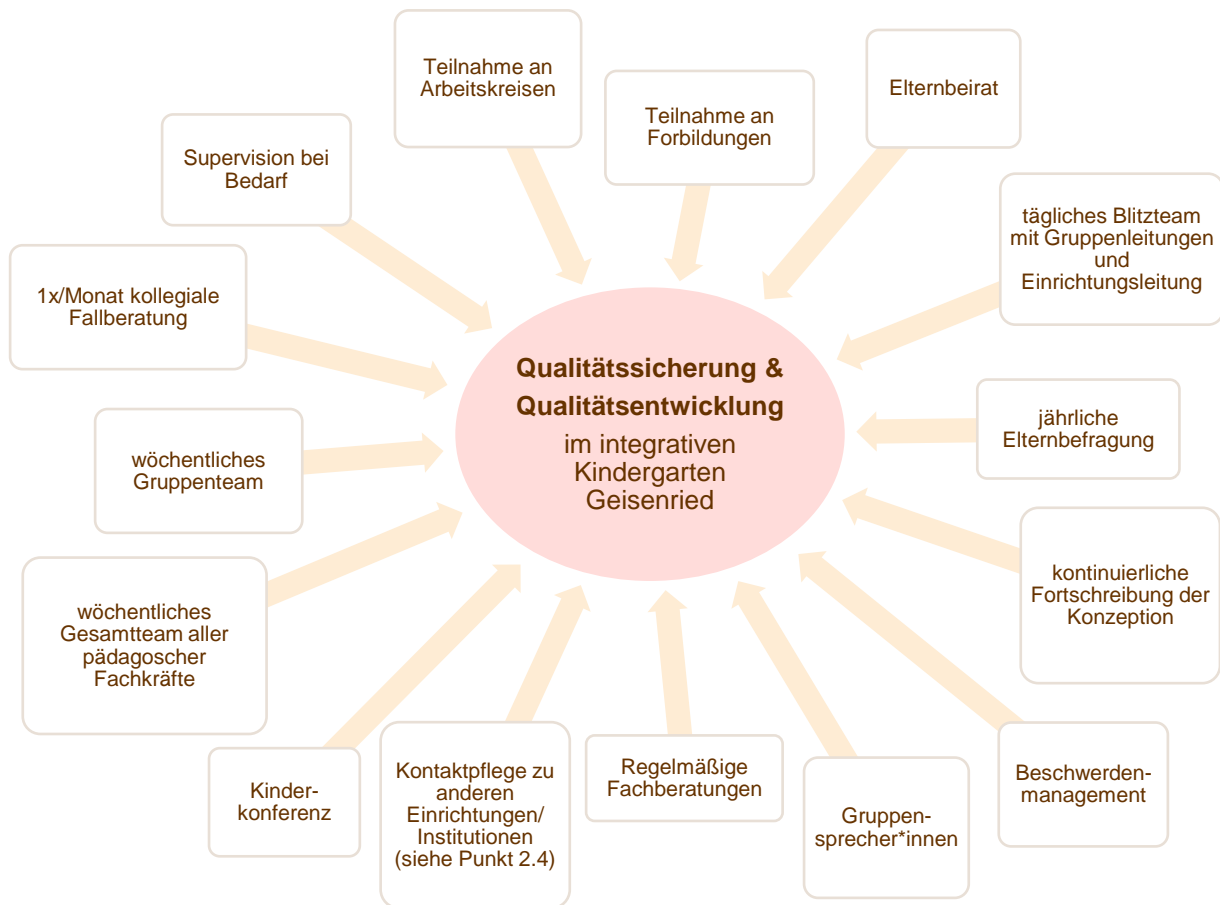 Teilnahme an
Arbeitskreisen
Teilnahme an
Forbildungen
Elternbeirat
Supervision bei
Bedarf
tägliches Blitzteam
mit Gruppenleitungen
und
Einrichtungsleitung
1x/Monat kollegiale
Fallberatung
Qualitätssicherung &
Qualitätsentwicklung
im integrativen
Kindergarten
Geisenried
jährliche
Elternbefragung
wöchentliches
Gruppenteam
kontinuierliche
Fortschreibung der
Konzeption
wöchentliches
Gesamtteam aller
pädagoscher
Fachkräfte
Kinder-
konferenz
Kontaktpflege zu
anderen
Einrichtungen/
Institutionen
(siehe Punkt 2.4)
Regelmäßige
Fachberatungen
Gruppen-
sprecher*innen
Beschwerden-
management